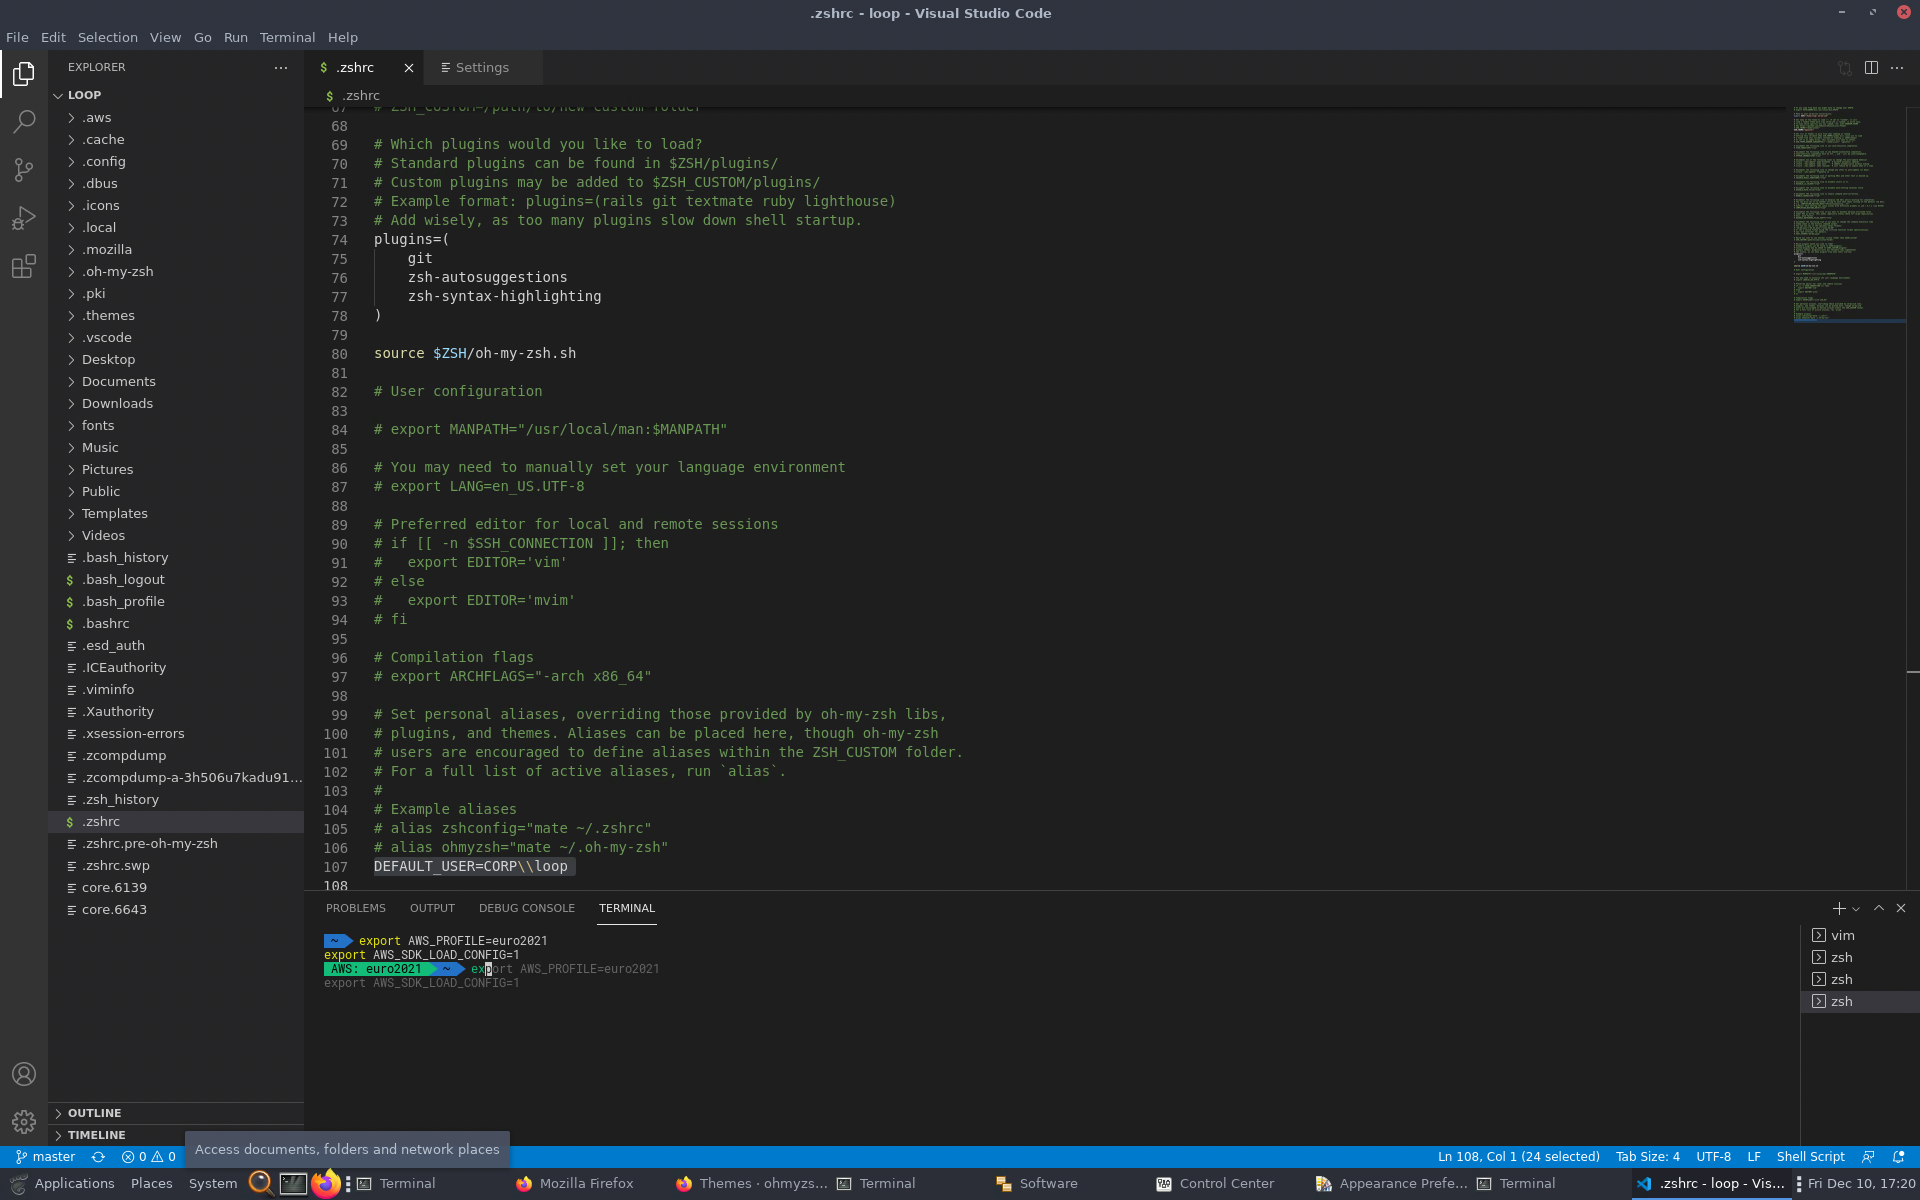 .zshrc - loop - Visual Studio Code
File Edit Selection View Go Run Terminal Help
EXPLORER
LOOP
.aws
.cache
.config
.dbus
.icons
.local
.mozilla
.oh-my-zsh
.pki
.themes
.vscode
Desktop
Documents
Downloads
fonts
Music
Pictures
Public
Templates
Videos
.bash_history
.bash_logout
.bash_profile
.bashrc
.esd_auth
.ICEauthority
.viminfo
.Xauthority
.xsession-errors
.zcompdump
.zcompdump-a-3h506u7kadu91...
.zsh_history
.zshrc
.zshrc.pre-oh-my-zsh
.zshrc.swp
core.6139
core.6643
OUTLINE
TIMELINE
.zshrc Settings
.zshrc
67 # ZSH_CUSTOM=/path/to/new-custom-folder
68
69 # Which plugins would you like to load?
70 # Standard plugins can be found in $ZSH/plugins/
71 # Custom plugins may be added to $ZSH_CUSTOM/plugins/
72 # Example format: plugins=(rails git textmate ruby lighthouse)
73 # Add wisely, as too many plugins slow down shell startup.
74 plugins=(
75 git
76 zsh-autosuggestions
77 zsh-syntax-highlighting
78 )
79
80 source $ZSH/oh-my-zsh.sh
81
82 # User configuration
83
84 # export MANPATH="/usr/local/man:$MANPATH"
85
86 # You may need to manually set your language environment
87 # export LANG=en_US.UTF-8
88
89 # Preferred editor for local and remote sessions
90 # if [[ -n $SSH_CONNECTION ]]; then
91 #   export EDITOR='vim'
92 # else
93 #   export EDITOR='mvim'
94 # fi
95
96 # Compilation flags
97 # export ARCHFLAGS="-arch x86_64"
98
99 # Set personal aliases, overriding those provided by oh-my-zsh libs,
100 # plugins, and themes. Aliases can be placed here, though oh-my-zsh
101 # users are encouraged to define aliases within the ZSH_CUSTOM folder.
102 # For a full list of active aliases, run `alias`.
103 #
104 # Example aliases
105 # alias zshconfig="mate ~/.zshrc"
106 # alias ohmyzsh="mate ~/.oh-my-zsh"
107 DEFAULT_USER=CORP\\loop
108
PROBLEMS OUTPUT DEBUG CONSOLE TERMINAL
~ export AWS_PROFILE=euro2021
export AWS_SDK_LOAD_CONFIG=1
AWS: euro2021 ~ export AWS_PROFILE=euro2021
export AWS_SDK_LOAD_CONFIG=1
vim
zsh
zsh
zsh
Access documents, folders and network places
master 0 0 Ln 108, Col 1 (24 selected) Tab Size: 4 UTF-8 LF Shell Script
Applications Places System Terminal Mozilla Firefox Themes · ohmyzs... Terminal Software Control Center Appearance Prefe... Terminal .zshrc - loop - Vis... Fri Dec 10, 17:20